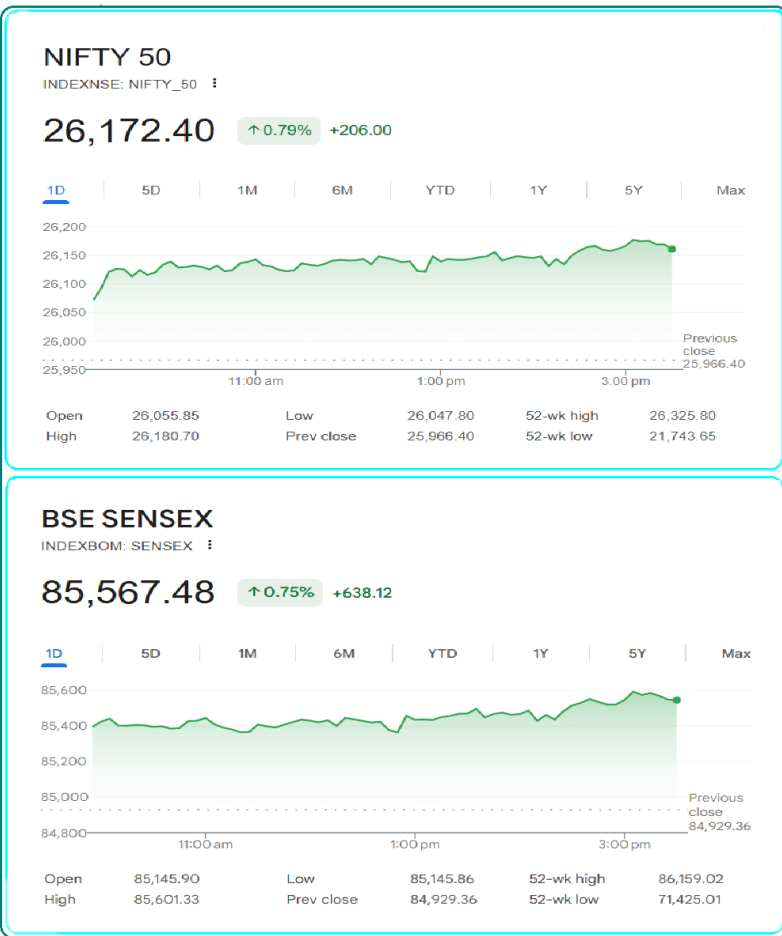 NIFTY 50
INDEXNSE: NIFTY_50
26,172.40 ↑ 0.79% +206.00
1D 5D 1M 6M YTD 1Y 5Y Max
26,200
26,150
26,100
26,050
26,000
25,950
Previous
close
25,966.40
11:00 am 1:00 pm 3:00 pm
Open 26,055.85 Low 26,047.80 52-wk high 26,325.80
High 26,180.70 Prev close 25,966.40 52-wk low 21,743.65
BSE SENSEX
INDEXBOM: SENSEX
85,567.48 ↑ 0.75% +638.12
1D 5D 1M 6M YTD 1Y 5Y Max
85,600
85,400
85,200
85,000
84,800
Previous
close
84,929.36
11:00 am 1:00 pm 3:00 pm
Open 85,145.90 Low 85,145.86 52-wk high 86,159.02
High 85,601.33 Prev close 84,929.36 52-wk low 71,425.01